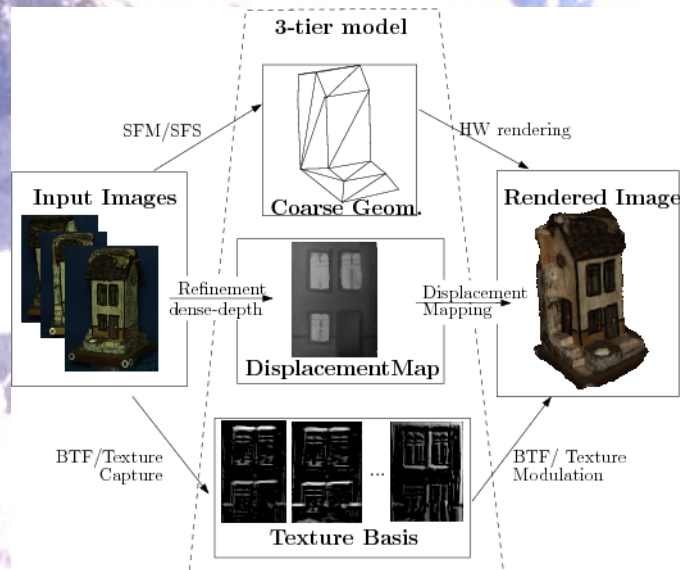 3-tier model
SFM/SFS
HW rendering
Input Images
Coarse Geom.
Rendered Image
Refinement
dense-depth
Displacement
Mapping
DisplacementMap
BTF/Texture
Capture
...
BTF/ Texture
Modulation
Texture Basis